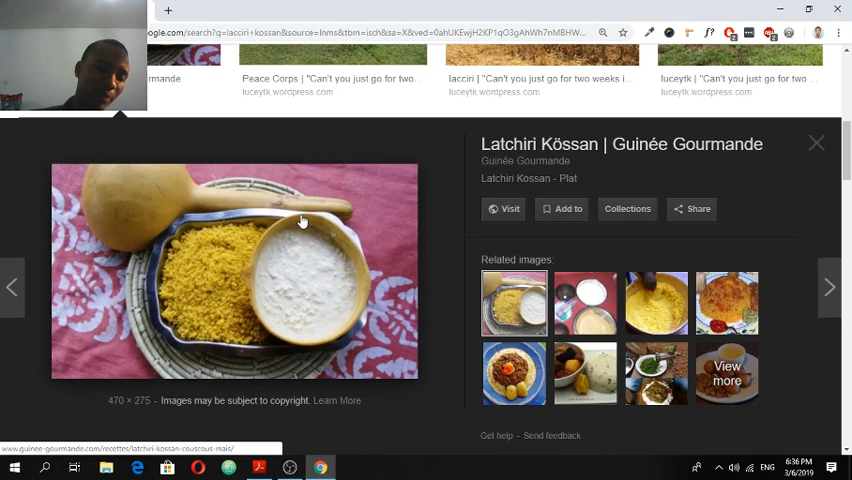 gle.com/search?q=lacciri+kossan&source=lnms&tbm=isch&sa=X&ved=0ahUKEwjH2KP1qO3gAhWh7nMBHW...
mande
Peace Corps | "Can't you just go for two...
luceytk.wordpress.com
lacciri | "Can't you just go for two weeks i...
luceytk.wordpress.com
luceytk | "Can't you just go for two ...
luceytk.wordpress.com
Latchiri Kössan | Guinée Gourmande
Guinée Gourmande
Latchiri Kossan - Plat
Visit
Add to
Collections
Share
Related images:
View
more
470 × 275 - Images may be subject to copyright. Learn More
Get help - Send feedback
www.guinee-gourmande.com/recettes/latchiri-kossan-couscous-mais/
ENG
6:36 PM
3/6/2019